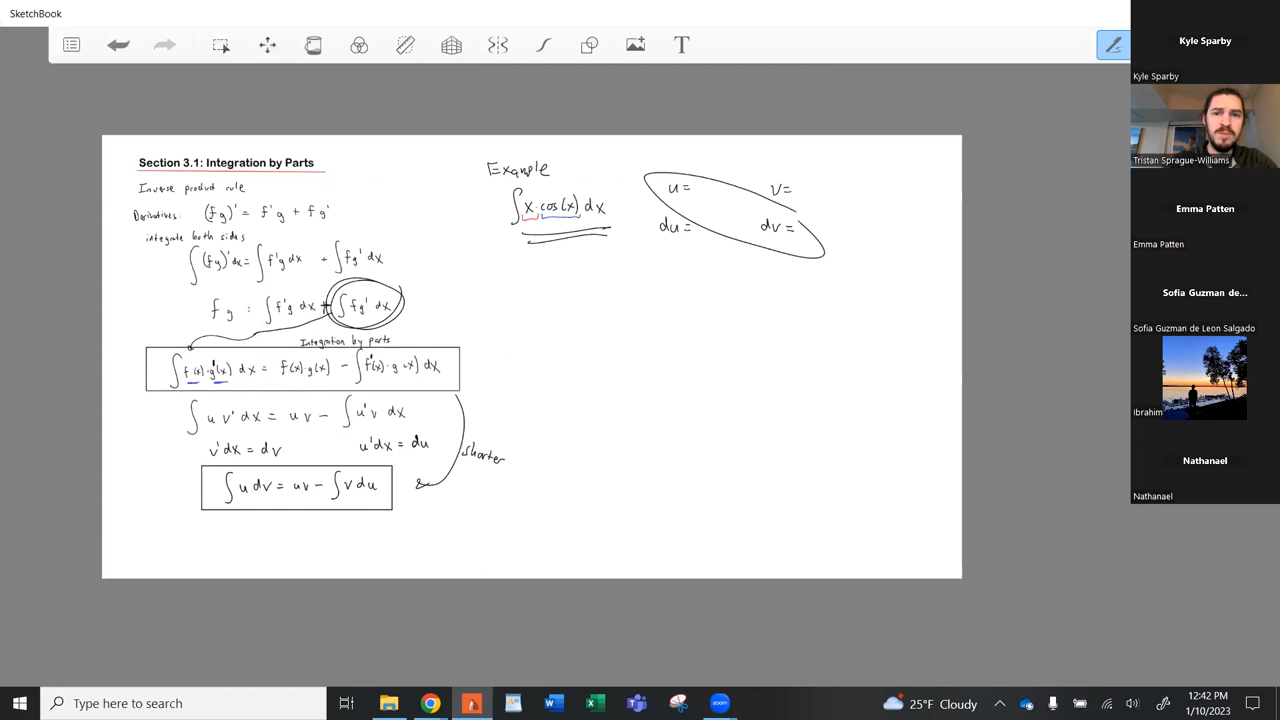 SketchBook
Section 3.1: Integration by Parts
Inverse product rule
Derivatives: (fg)' = f'g + fg'
integrate both sides
∫(fg)'dx = ∫f'g dx + ∫fg' dx
fg = ∫f'g dx + ∫fg' dx
Integration by parts
∫f(x)·g'(x) dx = f(x)·g(x) - ∫f'(x)·g(x) dx
∫u v' dx = uv - ∫u'v dx
v'dx = dv u'dx = du
shorter
∫u dv = uv - ∫v du
Example
∫x·cos(x) dx
u= v=
du= dv=
Kyle Sparby
Kyle Sparby
Tristan Sprague-Williams
Emma Patten
Emma Patten
Sofia Guzman de...
Sofia Guzman de Leon Salgado
Ibrahim
Nathanael
Nathanael
Type here to search
zoom
25°F Cloudy
12:42 PM
1/10/2023